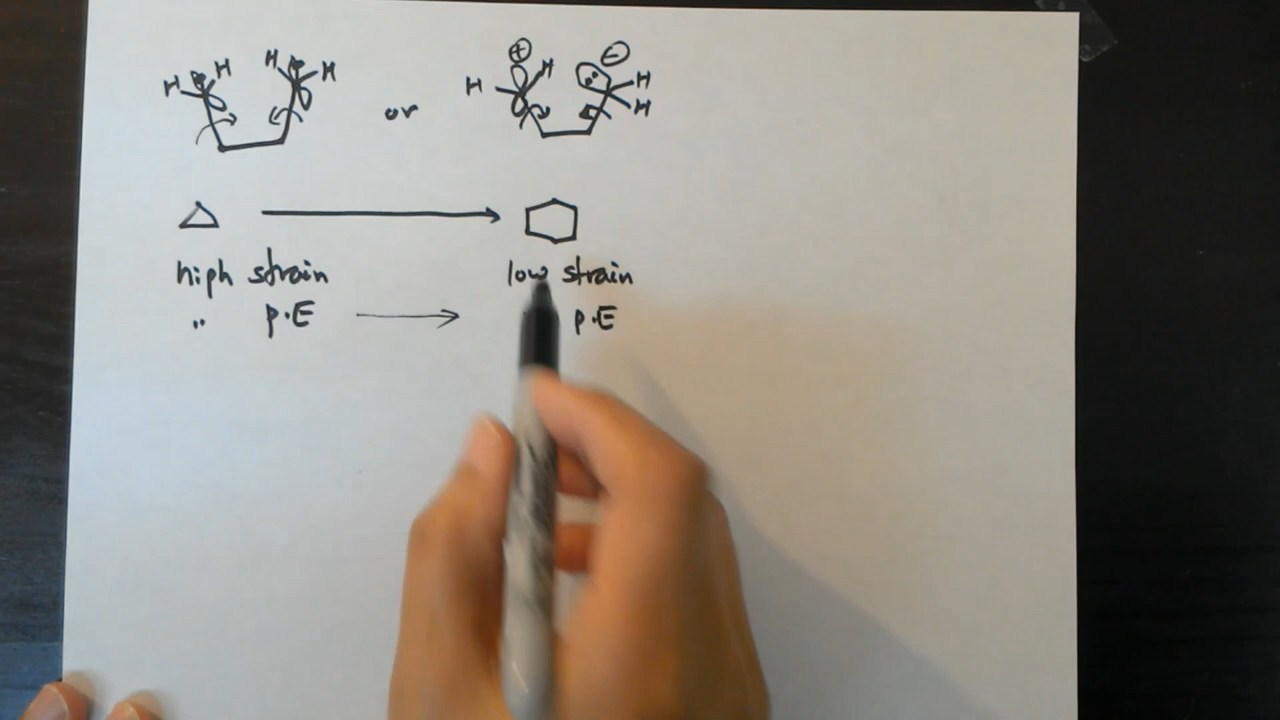 H H H H or ⊕ H H ⊖ H H
high strain low strain
" P.E P.E